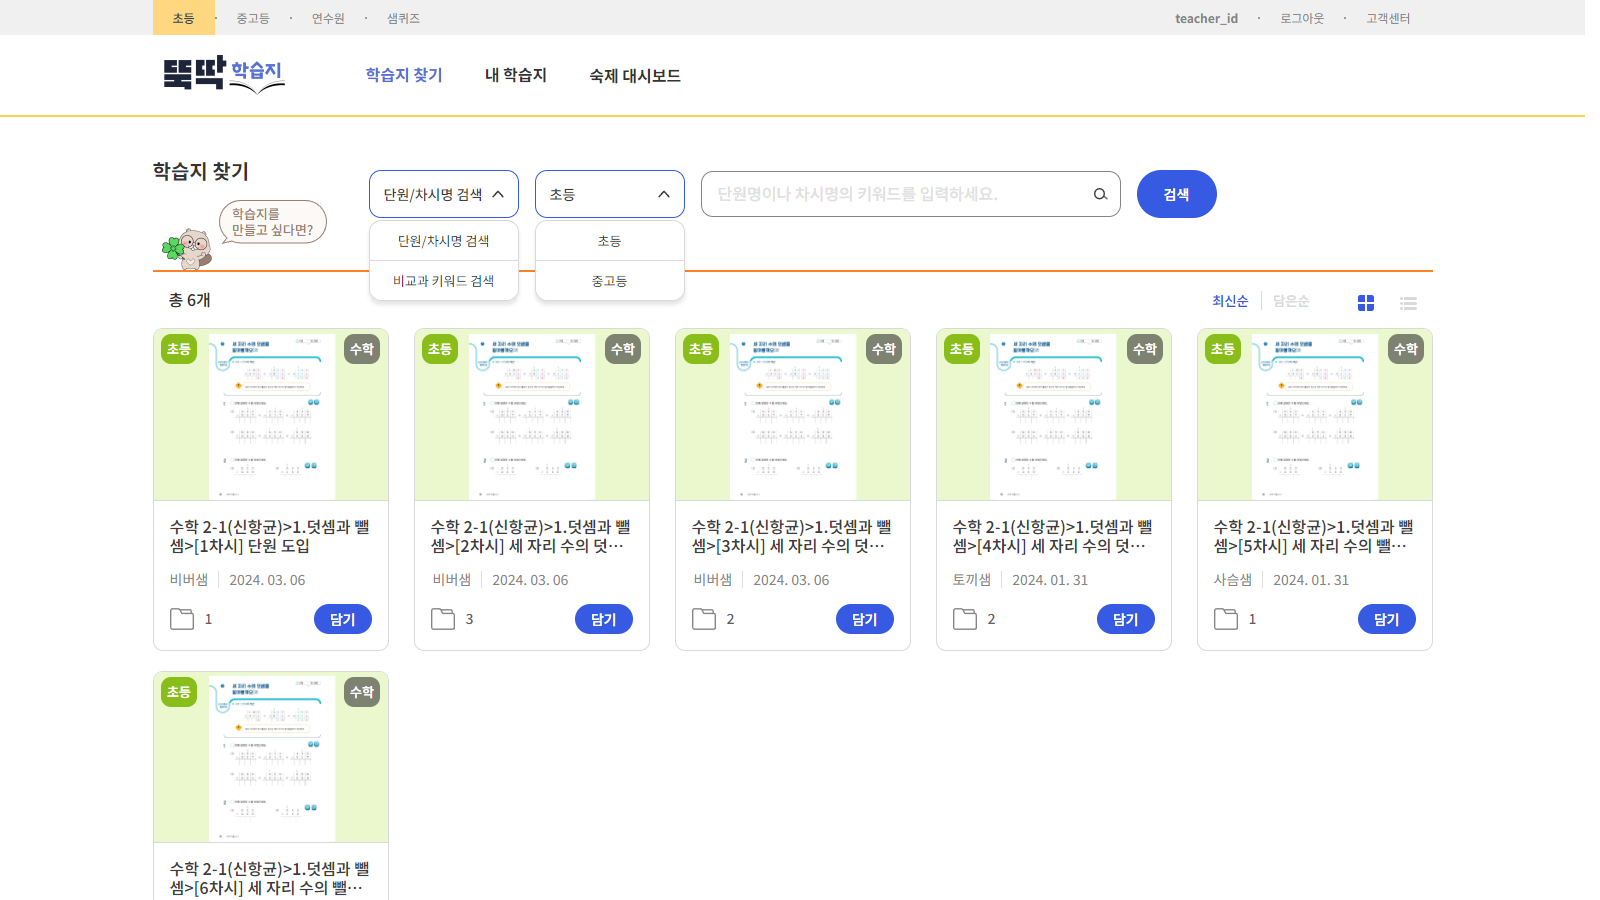 초등 · 중고등 · 연수원 · 샘퀴즈
teacher_id · 로그아웃 · 고객센터
뚝딱 학습지
학습지 찾기 내 학습지 숙제 대시보드
학습지 찾기
학습지를
만들고 싶다면?
단원/차시명 검색
단원/차시명 검색
비교과 키워드 검색
초등
초등
중고등
단원명이나 차시명의 키워드를 입력하세요.
검색
총 6개
최신순 담은순
초등 수학
수학 2-1(신항균)>1.덧셈과 뺄
셈>[1차시] 단원 도입
비버샘 2024. 03. 06
1 담기
초등 수학
수학 2-1(신항균)>1.덧셈과 뺄
셈>[2차시] 세 자리 수의 덧…
비버샘 2024. 03. 06
3 담기
초등 수학
수학 2-1(신항균)>1.덧셈과 뺄
셈>[3차시] 세 자리 수의 덧…
비버샘 2024. 03. 06
2 담기
초등 수학
수학 2-1(신항균)>1.덧셈과 뺄
셈>[4차시] 세 자리 수의 덧…
토끼샘 2024. 01. 31
2 담기
초등 수학
수학 2-1(신항균)>1.덧셈과 뺄
셈>[5차시] 세 자리 수의 뺄…
사슴샘 2024. 01. 31
1 담기
초등 수학
수학 2-1(신항균)>1.덧셈과 뺄
셈>[6차시] 세 자리 수의 뺄…